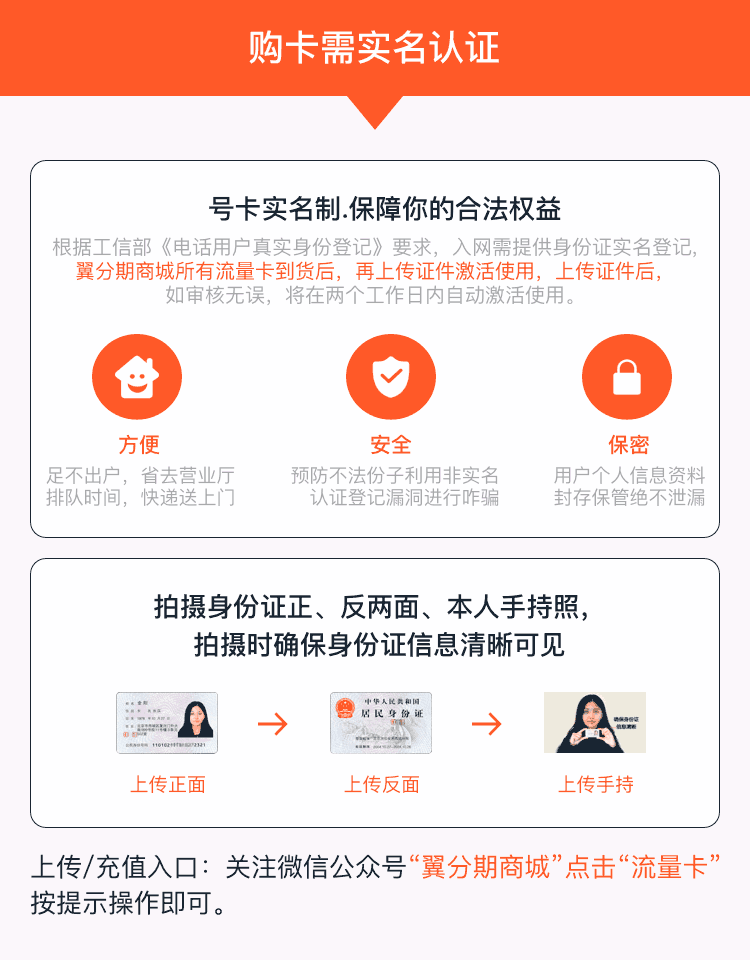 购卡需实名认证
号卡实名制.保障你的合法权益
根据工信部《电话用户真实身份登记》要求，入网需提供身份证实名登记，
翼分期商城所有流量卡到货后，再上传证件激活使用，上传证件后，
如审核无误，将在两个工作日内自动激活使用。
方便
安全
保密
足不出户，省去营业厅
排队时间，快递送上门
预防不法份子利用非实名
认证登记漏洞进行咋骗
用户个人信息资料
封存保管绝不泄漏
拍摄身份证正、反两面、本人手持照，
拍摄时确保身份证信息清晰可见
中华人民共和国
居民身份证
确保身份证
信息清晰
上传正面
上传反面
上传手持
上传/充值入口：关注微信公众号“翼分期商城”点击“流量卡”
按提示操作即可。